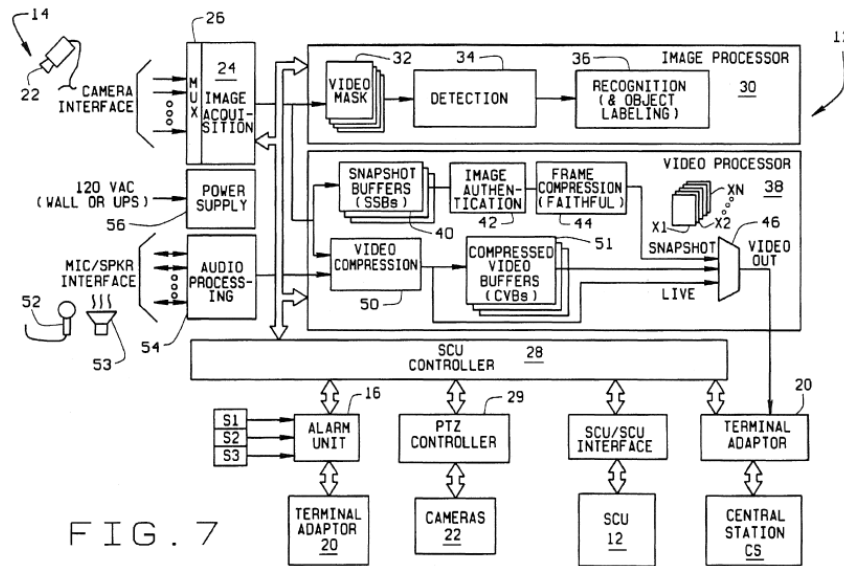 14
22
CAMERA
INTERFACE
26
MUX
24
IMAGE
ACQUI-
SITION
IMAGE PROCESSOR
30
32
VIDEO
MASK
34
DETECTION
36
RECOGNITION
(& OBJECT
LABELING)
120 VAC
(WALL OR UPS)
POWER
SUPPLY
56
VIDEO
PROCESSOR
38
SNAPSHOT
BUFFERS
(SSBs)
40
IMAGE
AUTHEN-
TICATION
42
FRAME
COMPRESSION
(FAITHFUL)
44
XN
X2
X1
46
SNAPSHOT
VIDEO
OUT
LIVE
MIC/SPKR
INTERFACE
AUDIO
PROCESS-
ING
54
52
53
VIDEO
COMPRESSION
50
51
COMPRESSED
VIDEO
BUFFERS
(CVBs)
SCU
CONTROLLER
28
S1
S2
S3
16
ALARM
UNIT
29
PTZ
CONTROLLER
SCU/SCU
INTERFACE
20
TERMINAL
ADAPTOR
TERMINAL
ADAPTOR
20
CAMERAS
22
SCU
12
CENTRAL
STATION
CS
FIG. 7